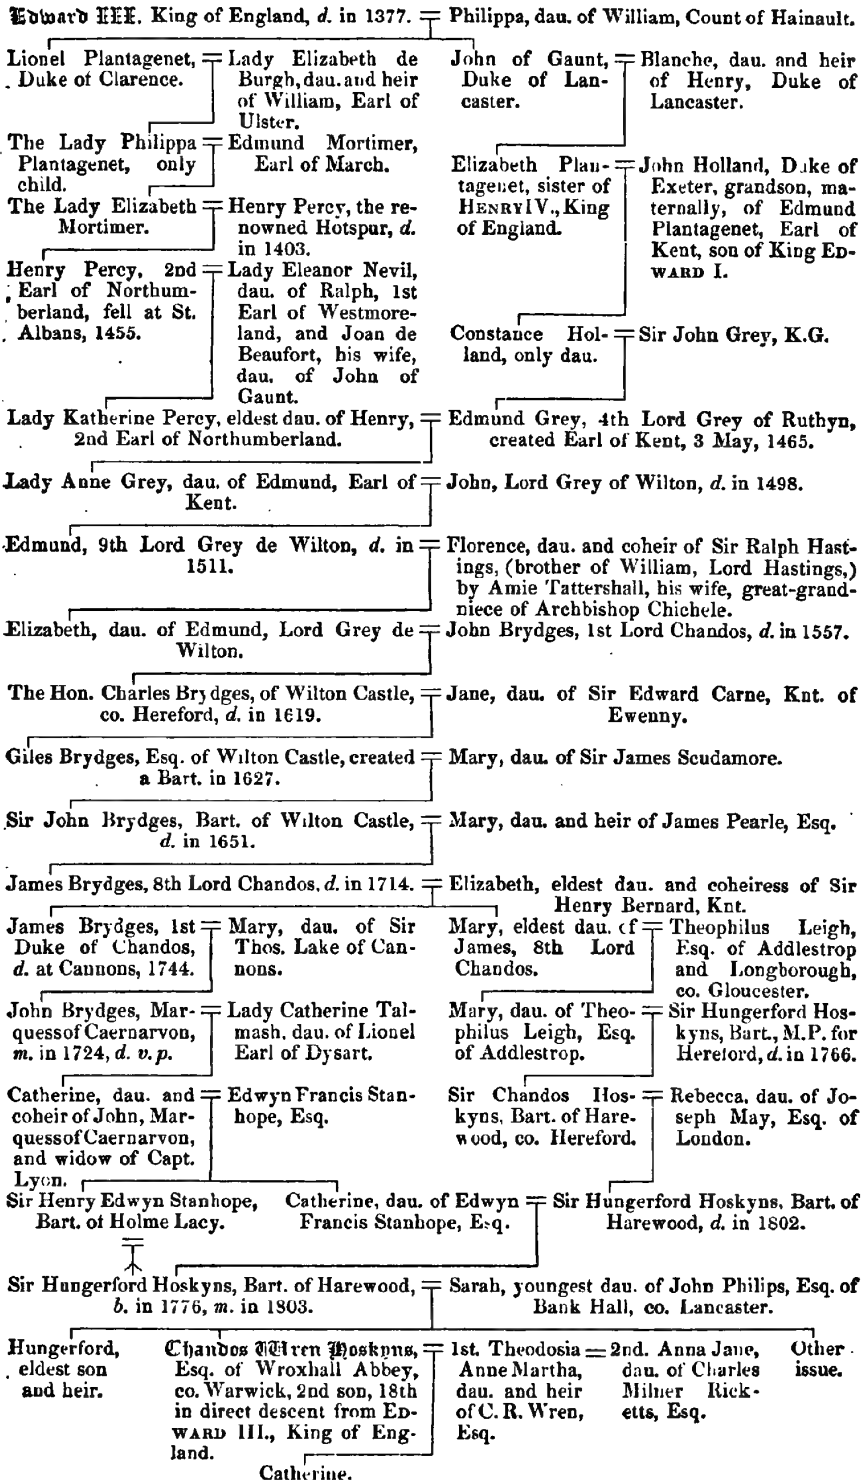 Edward III. King of England, d. in 1377. = Philippa, dau. of William, Count of Hainault.
Lionel Plantagenet,
Duke of Clarence.
= Lady Elizabeth de
Burgh, dau. and heir
of William, Earl of
Ulster.
John of Gaunt,
Duke of Lan-
caster.
= Blanche, dau. and heir
of Henry, Duke of
Lancaster.
The Lady Philippa
Plantagenet, only
child.
= Edmund Mortimer,
Earl of March.
Elizabeth Plan-
tagenet, sister of
HENRY IV., King
of England.
= John Holland, Duke of
Exeter, grandson, ma-
ternally, of Edmund
Plantagenet, Earl of
Kent, son of King ED-
WARD I.
The Lady Elizabeth
Mortimer.
= Henry Percy, the re-
nowned Hotspur, d.
in 1403.
Henry Percy, 2nd
Earl of Northum-
berland, fell at St.
Albans, 1455.
= Lady Eleanor Nevil,
dau. of Ralph, 1st
Earl of Westmore-
land, and Joan de
Beaufort, his wife,
dau. of John of
Gaunt.
Constance Hol-
land, only dau.
= Sir John Grey, K.G.
Lady Katherine Percy, eldest dau. of Henry,
2nd Earl of Northumberland.
= Edmund Grey, 4th Lord Grey of Ruthyn,
created Earl of Kent, 3 May, 1465.
Lady Anne Grey, dau. of Edmund, Earl of
Kent.
= John, Lord Grey of Wilton, d. in 1498.
Edmund, 9th Lord Grey de Wilton, d. in
1511.
= Florence, dau. and coheir of Sir Ralph Hast-
ings, (brother of William, Lord Hastings,)
by Amie Tattershall, his wife, great-grand-
niece of Archbishop Chichele.
Elizabeth, dau. of Edmund, Lord Grey de
Wilton.
= John Brydges, 1st Lord Chandos, d. in 1557.
The Hon. Charles Brydges, of Wilton Castle,
co. Hereford, d. in 1619.
= Jane, dau. of Sir Edward Carne, Knt. of
Ewenny.
Giles Brydges, Esq. of Wilton Castle, created
a Bart. in 1627.
= Mary, dau. of Sir James Scudamore.
Sir John Brydges, Bart. of Wilton Castle,
d. in 1651.
= Mary, dau. and heir of James Pearle, Esq.
James Brydges, 8th Lord Chandos, d. in 1714.
= Elizabeth, eldest dau. and coheiress of Sir
Henry Bernard, Knt.
James Brydges, 1st
Duke of Chandos,
d. at Cannons, 1744.
= Mary, dau. of Sir
Thos. Lake of Can-
nons.
Mary, eldest dau. of
James, 8th Lord
Chandos.
= Theophilus Leigh,
Esq. of Addlestrop
and Longborough,
co. Gloucester.
John Brydges, Mar-
quess of Caernarvon,
m. in 1724, d. v.p.
= Lady Catherine Tal-
mash, dau. of Lionel
Earl of Dysart.
Mary, dau. of Theo-
philus Leigh, Esq.
of Addlestrop.
= Sir Hungerford Hos-
kyns, Bart., M.P. for
Hereford, d. in 1766.
Catherine, dau. and
coheir of John, Mar-
quess of Caernarvon,
and widow of Capt.
Lyon.
= Edwyn Francis Stan-
hope, Esq.
Sir Chandos Hos-
kyns, Bart. of Hare-
wood, co. Hereford.
= Rebecca, dau. of Jo-
seph May, Esq. of
London.
Sir Henry Edwyn Stanhope,
Bart. of Holme Lacy.
Catherine, dau. of Edwyn
Francis Stanhope, Esq.
= Sir Hungerford Hoskyns, Bart. of
Harewood, d. in 1802.
Sir Hungerford Hoskyns, Bart. of Harewood,
b. in 1776, m. in 1803.
= Sarah, youngest dau. of John Philips, Esq. of
Bank Hall, co. Lancaster.
Hungerford,
eldest son
and heir.
Chandos Wren Hoskyns,
Esq. of Wroxhall Abbey,
co. Warwick, 2nd son, 18th
in direct descent from ED-
WARD III., King of Eng-
land.
= 1st. Theodosia
Anne Martha,
dau. and heir
of C. R. Wren,
Esq.
= 2nd. Anna Jane,
dau. of Charles
Milner Rick-
etts, Esq.
Other
issue.
Catherine.